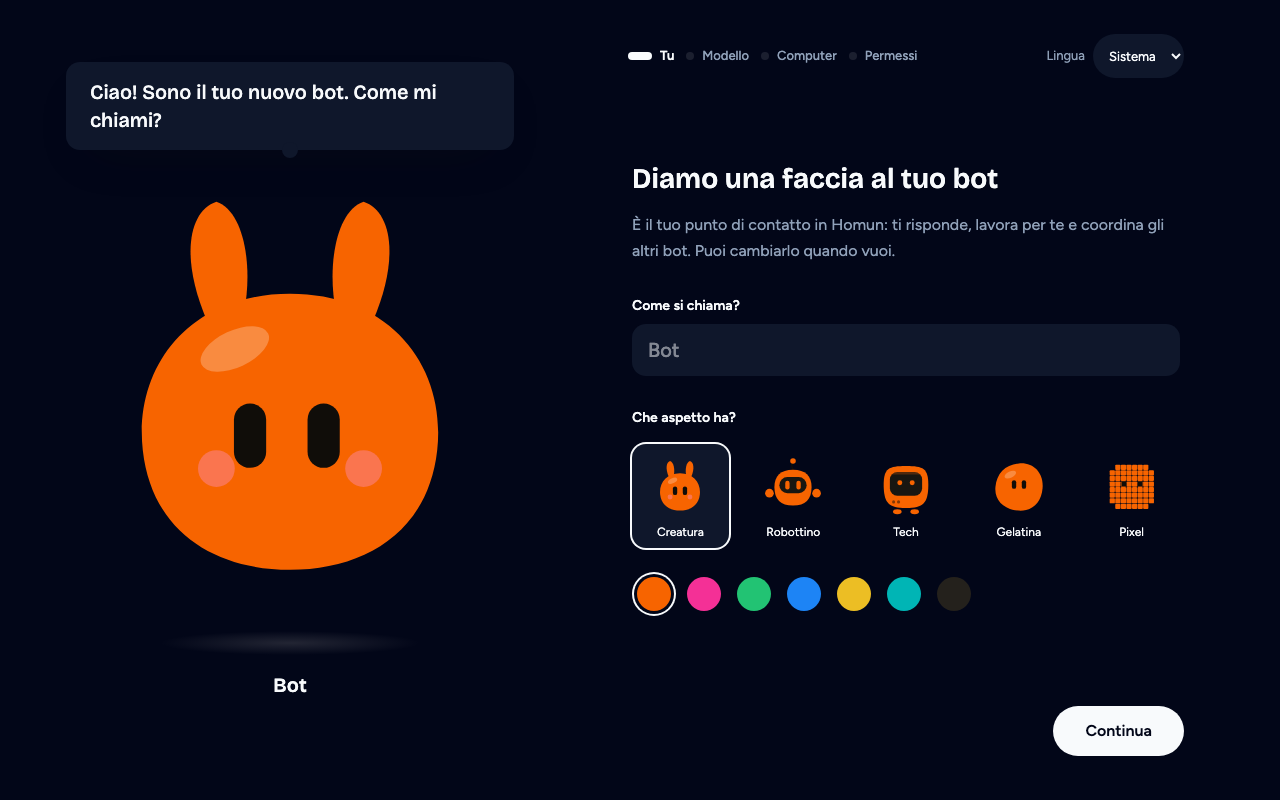 Ciao! Sono il tuo nuovo bot. Come mi
chiami?
Bot
Tu
Modello
Computer
Permessi
Lingua
Sistema
Diamo una faccia al tuo bot
È il tuo punto di contatto in Homun: ti risponde, lavora per te e coordina gli
altri bot. Puoi cambiarlo quando vuoi.
Come si chiama?
Bot
Che aspetto ha?
Creatura
Robottino
Tech
Gelatina
Pixel
Continua